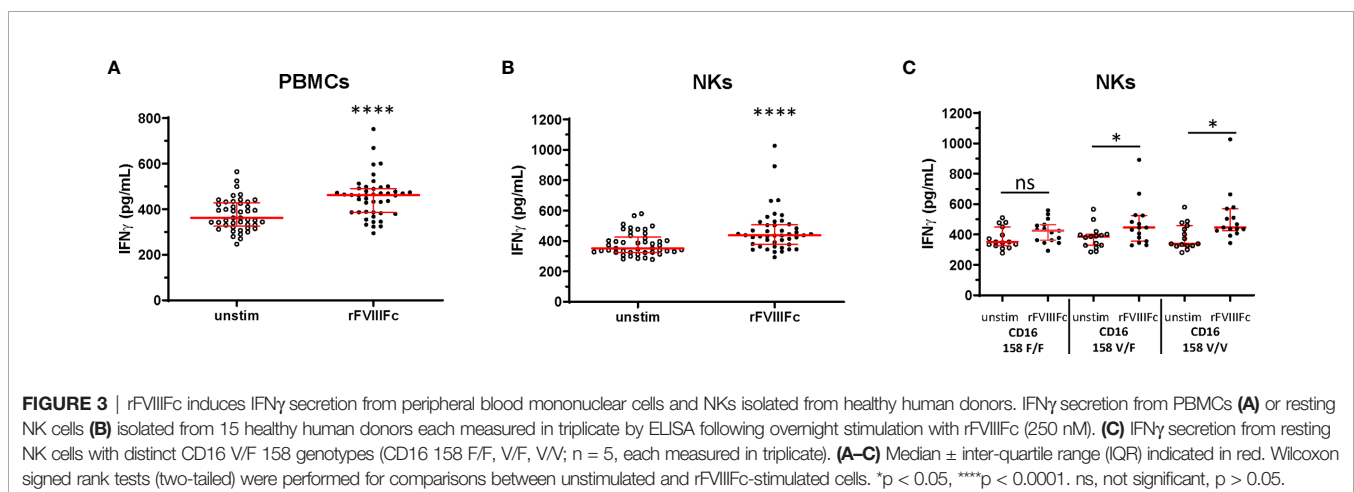 A
PBMCs
****
800
600
400
200
0
IFNγ (pg/mL)
unstim
rFVIIIFc
B
NKs
****
1200
1000
800
600
400
200
0
IFNγ (pg/mL)
unstim
rFVIIIFc
C
NKs
ns
*
*
1200
1000
800
600
400
200
0
IFNγ (pg/mL)
unstim rFVIIIFc unstim rFVIIIFc unstim rFVIIIFc
CD16 CD16 CD16
158 F/F 158 V/F 158 V/V
FIGURE 3 | rFVIIIFc induces IFNγ secretion from peripheral blood mononuclear cells and NKs isolated from healthy human donors. IFNγ secretion from PBMCs (A) or resting
NK cells (B) isolated from 15 healthy human donors each measured in triplicate by ELISA following overnight stimulation with rFVIIIFc (250 nM). (C) IFNγ secretion from resting
NK cells with distinct CD16 V/F 158 genotypes (CD16 158 F/F, V/F, V/V; n = 5, each measured in triplicate). (A–C) Median ± inter-quartile range (IQR) indicated in red. Wilcoxon
signed rank tests (two-tailed) were performed for comparisons between unstimulated and rFVIIIFc-stimulated cells. *p < 0.05, ****p < 0.0001. ns, not significant, p > 0.05.